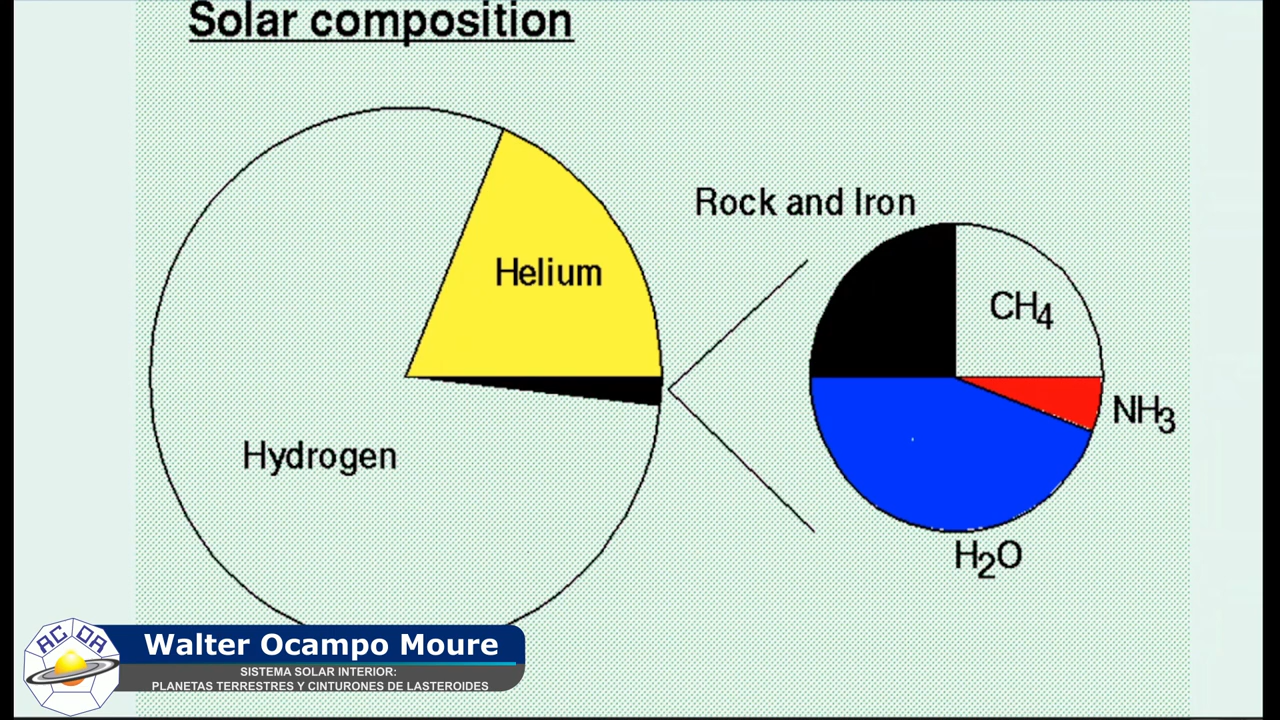 Solar composition
Rock and Iron
Helium
CH4
NH3
Hydrogen
H2O
ACDA
Walter Ocampo Moure
SISTEMA SOLAR INTERIOR:
PLANETAS TERRESTRES Y CINTURONES DE LASTEROIDES